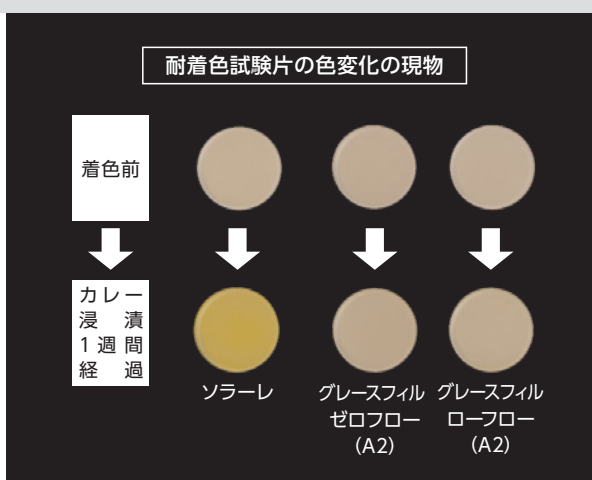 耐着色試験片の色変化の現物
着色前
カレー
浸漬
1週間
経過
ソラーレ
グレースフィル
ゼロフロー
(A2)
グレースフィル
ローフロー
(A2)